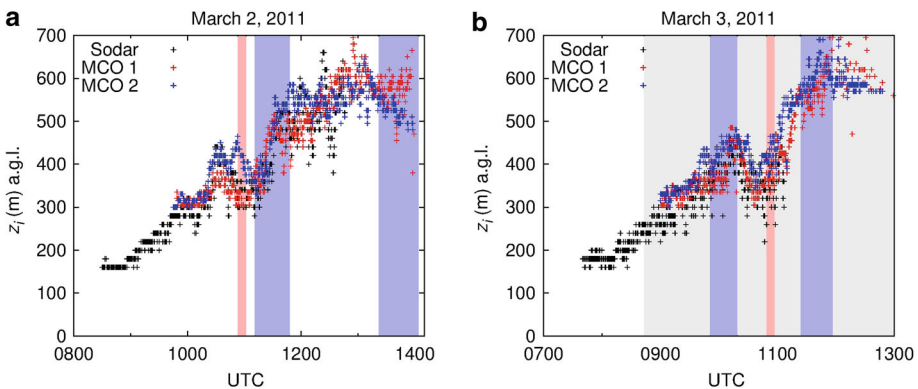 a
March 2, 2011
700
600
500
400
300
200
100
0
z_i (m) a.g.l.
Sodar +
MCO 1 +
MCO 2 +
0800
1000
1200
1400
UTC
b
March 3, 2011
700
600
500
400
300
200
100
0
z_i (m) a.g.l.
Sodar +
MCO 1 +
MCO 2 +
0700
0900
1100
1300
UTC